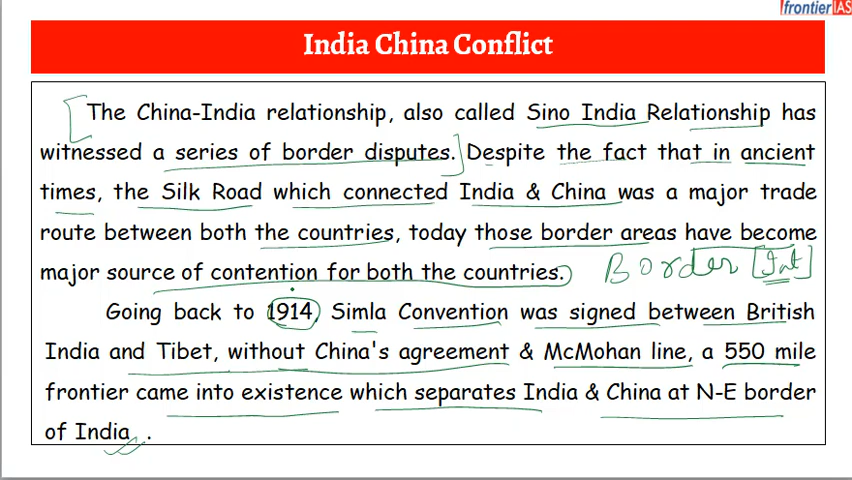 frontier IAS
India China Conflict
The China-India relationship, also called Sino India Relationship has
witnessed a series of border disputes. Despite the fact that in ancient
times, the Silk Road which connected India & China was a major trade
route between both the countries, today those border areas have become
major source of contention for both the countries. Border [Int]
Going back to 1914, Simla Convention was signed between British
India and Tibet, without China's agreement & McMohan line, a 550 mile
frontier came into existence which separates India & China at N-E border
of India .